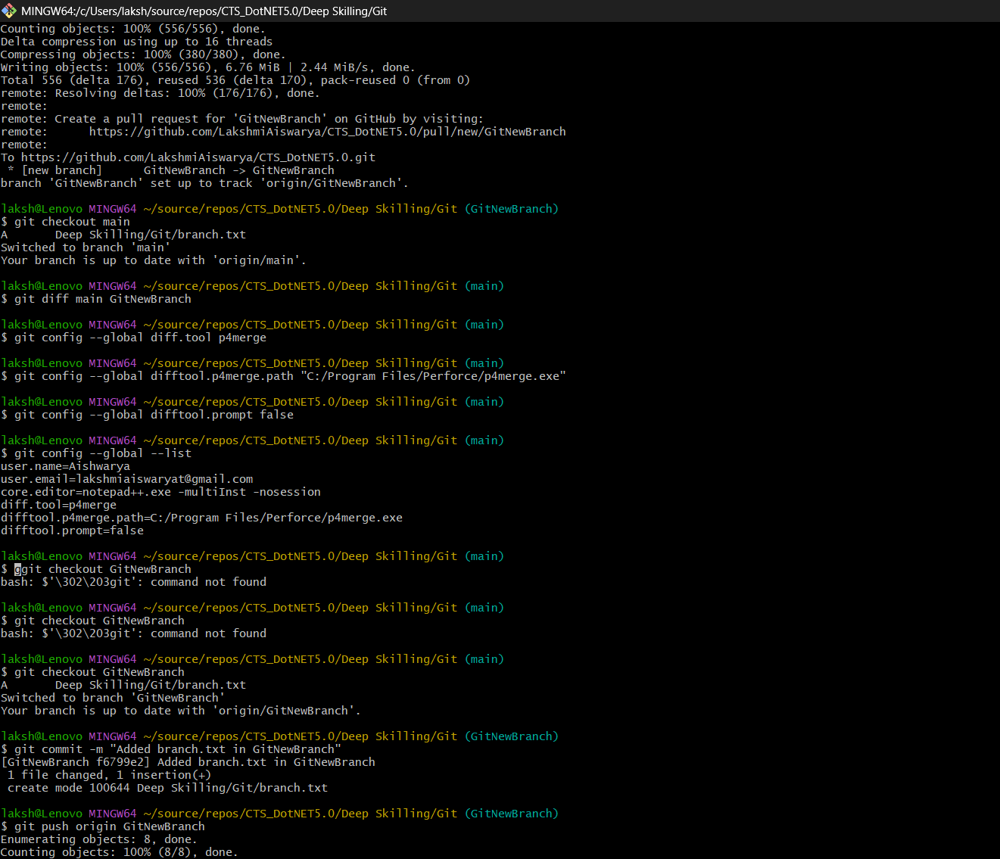 MINGW64:/c/Users/laksh/source/repos/CTS_DotNET5.0/Deep Skilling/Git
Counting objects: 100% (556/556), done.
Delta compression using up to 16 threads
Compressing objects: 100% (380/380), done.
Writing objects: 100% (556/556), 6.76 MiB | 2.44 MiB/s, done.
Total 556 (delta 176), reused 536 (delta 170), pack-reused 0 (from 0)
remote: Resolving deltas: 100% (176/176), done.
remote:
remote: Create a pull request for 'GitNewBranch' on GitHub by visiting:
remote:      https://github.com/LakshmiAiswarya/CTS_DotNET5.0/pull/new/GitNewBranch
remote:
To https://github.com/LakshmiAiswarya/CTS_DotNET5.0.git
 * [new branch]      GitNewBranch -> GitNewBranch
branch 'GitNewBranch' set up to track 'origin/GitNewBranch'.
laksh@Lenovo MINGW64 ~/source/repos/CTS_DotNET5.0/Deep Skilling/Git (GitNewBranch)
$ git checkout main
A       Deep Skilling/Git/branch.txt
Switched to branch 'main'
Your branch is up to date with 'origin/main'.
laksh@Lenovo MINGW64 ~/source/repos/CTS_DotNET5.0/Deep Skilling/Git (main)
$ git diff main GitNewBranch
laksh@Lenovo MINGW64 ~/source/repos/CTS_DotNET5.0/Deep Skilling/Git (main)
$ git config --global diff.tool p4merge
laksh@Lenovo MINGW64 ~/source/repos/CTS_DotNET5.0/Deep Skilling/Git (main)
$ git config --global difftool.p4merge.path "C:/Program Files/Perforce/p4merge.exe"
laksh@Lenovo MINGW64 ~/source/repos/CTS_DotNET5.0/Deep Skilling/Git (main)
$ git config --global difftool.prompt false
laksh@Lenovo MINGW64 ~/source/repos/CTS_DotNET5.0/Deep Skilling/Git (main)
$ git config --global --list
user.name=Aishwarya
user.email=lakshmiaiswaryat@gmail.com
core.editor=notepad++.exe -multiInst -nosession
diff.tool=p4merge
difftool.p4merge.path=C:/Program Files/Perforce/p4merge.exe
difftool.prompt=false
laksh@Lenovo MINGW64 ~/source/repos/CTS_DotNET5.0/Deep Skilling/Git (main)
$ ggit checkout GitNewBranch
bash: $'\302\203git': command not found
laksh@Lenovo MINGW64 ~/source/repos/CTS_DotNET5.0/Deep Skilling/Git (main)
$ git checkout GitNewBranch
bash: $'\302\203git': command not found
laksh@Lenovo MINGW64 ~/source/repos/CTS_DotNET5.0/Deep Skilling/Git (main)
$ git checkout GitNewBranch
A       Deep Skilling/Git/branch.txt
Switched to branch 'GitNewBranch'
Your branch is up to date with 'origin/GitNewBranch'.
laksh@Lenovo MINGW64 ~/source/repos/CTS_DotNET5.0/Deep Skilling/Git (GitNewBranch)
$ git commit -m "Added branch.txt in GitNewBranch"
[GitNewBranch f6799e2] Added branch.txt in GitNewBranch
 1 file changed, 1 insertion(+)
 create mode 100644 Deep Skilling/Git/branch.txt
laksh@Lenovo MINGW64 ~/source/repos/CTS_DotNET5.0/Deep Skilling/Git (GitNewBranch)
$ git push origin GitNewBranch
Enumerating objects: 8, done.
Counting objects: 100% (8/8), done.